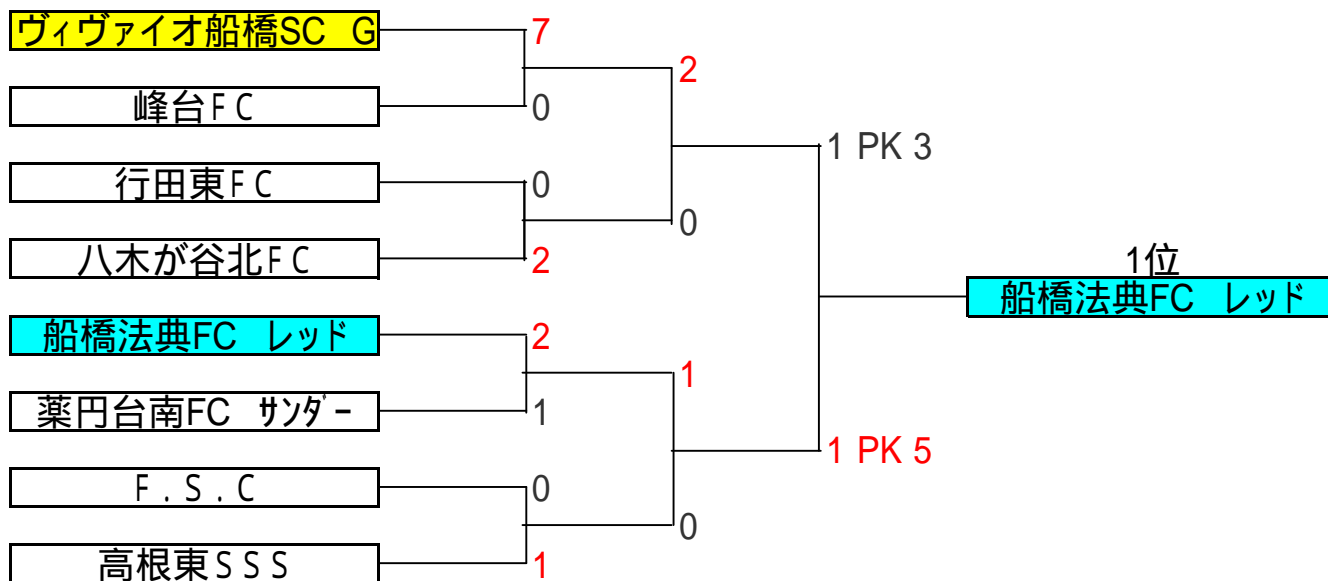 ヴィヴァイオ船橋SC G
7
2
峰台FC
0
1 PK 3
行田東FC
0
0
八木が谷北FC
2
1位
船橋法典FC レッド
船橋法典FC レッド
2
1
薬円台南FC サンダー
1
1 PK 5
F.S.C
0
0
高根東SSS
1